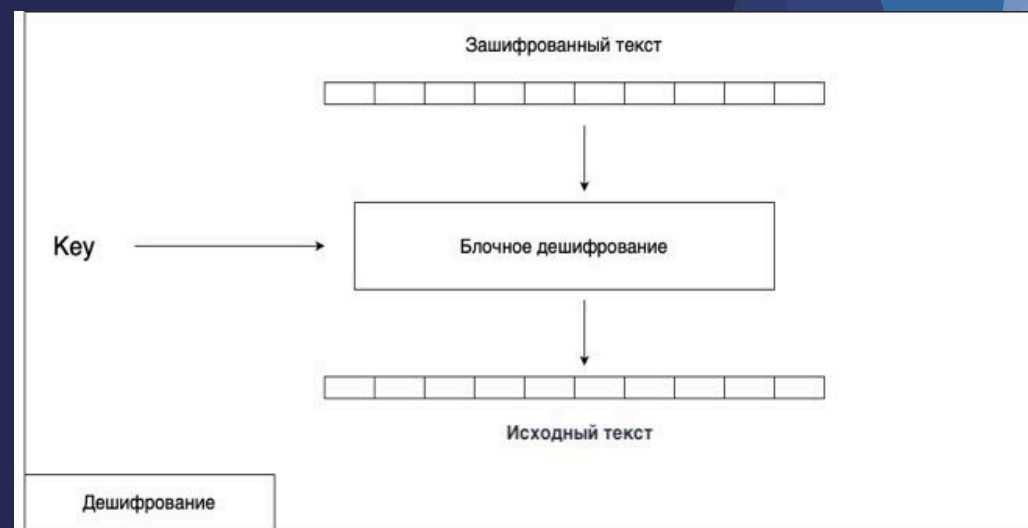 Зашифрованный текст
Key
Блочное дешифрование
Исходный текст
Дешифрование